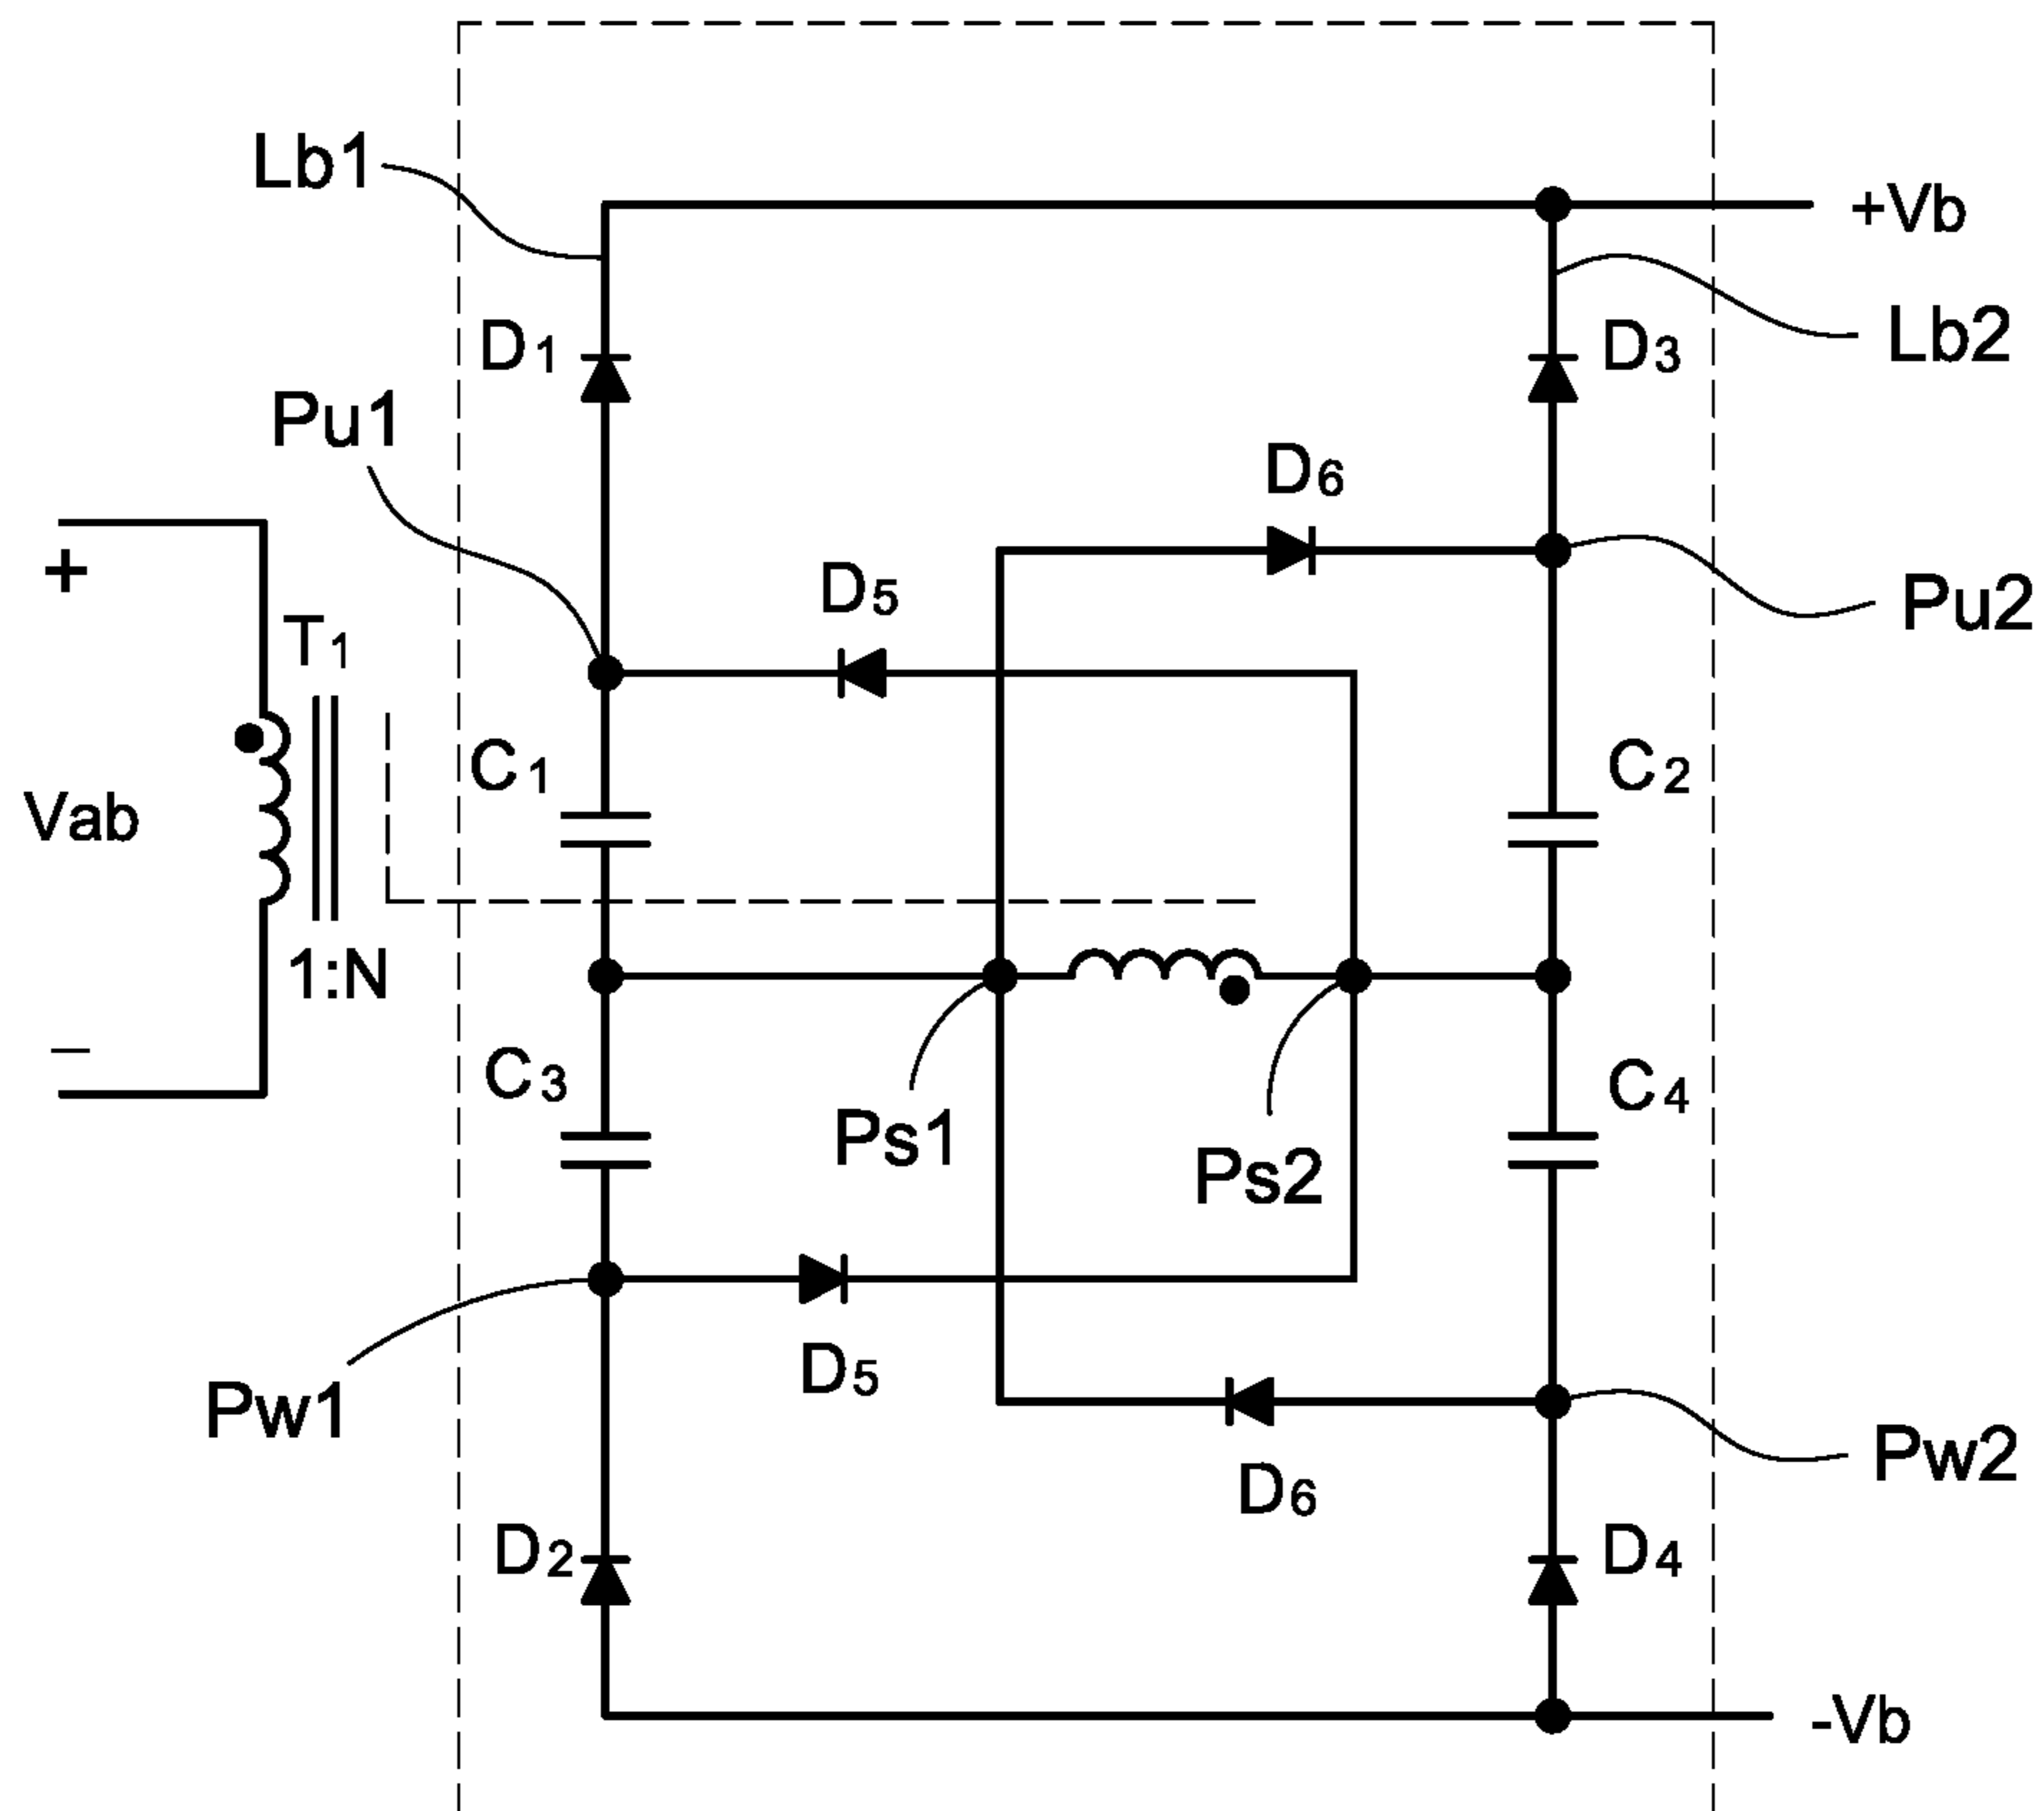 Lb1
+Vb
D1
D3
Lb2
Pu1
D6
D5
Pu2
+
T1
C1
C2
Vab
1:N
–
C3
C4
Ps1
Ps2
D5
Pw1
D6
Pw2
D2
D4
-Vb